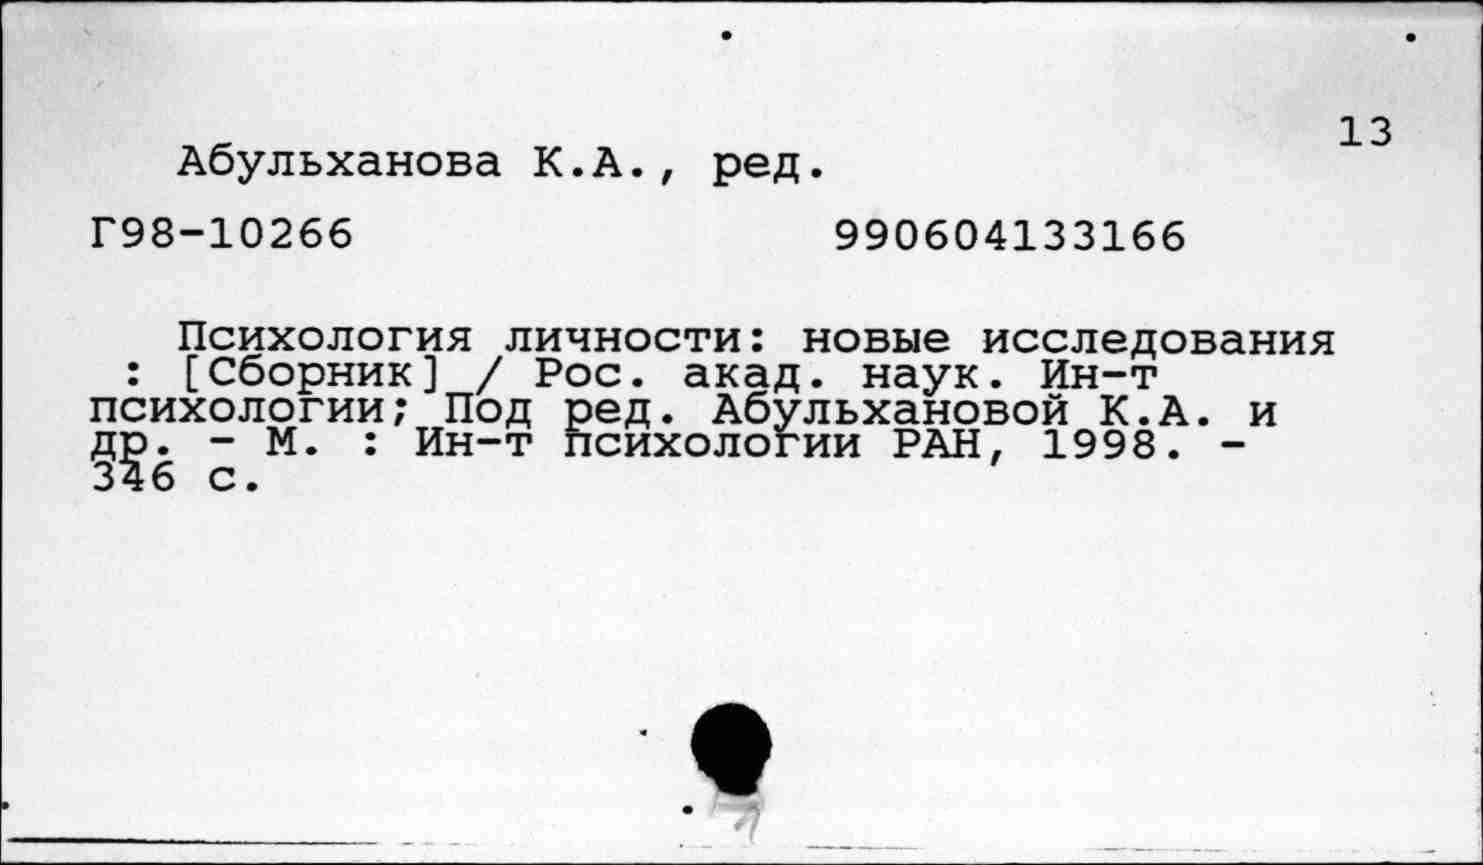 13
Абульханова К.А., ред.
Г98-10266 990604133166
Психология личности: новые исследования
: [Сборник] / Рос. акад. наук. Ин-т
психологии; Под ред. Абульхановой К.А. и
др. - М. : Ин-т психологии РАН, 1998. -
346 с.